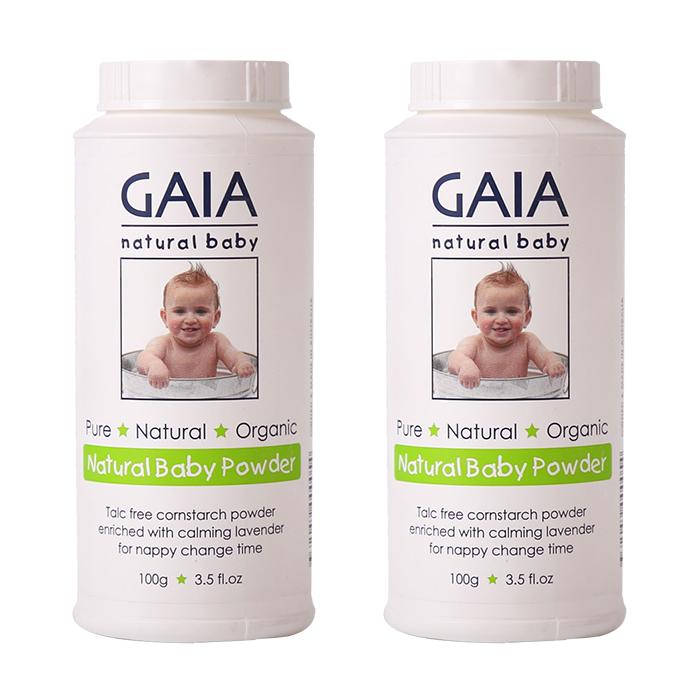 GAIA
natural baby
Pure ★ Natural ★ Organic
Natural Baby Powder
Talc free cornstarch powder
enriched with calming lavender
for nappy change time
100g ★ 3.5 fl.oz
GAIA
natural baby
Pure ★ Natural ★ Organic
Natural Baby Powder
Talc free cornstarch powder
enriched with calming lavender
for nappy change time
100g ★ 3.5 fl.oz